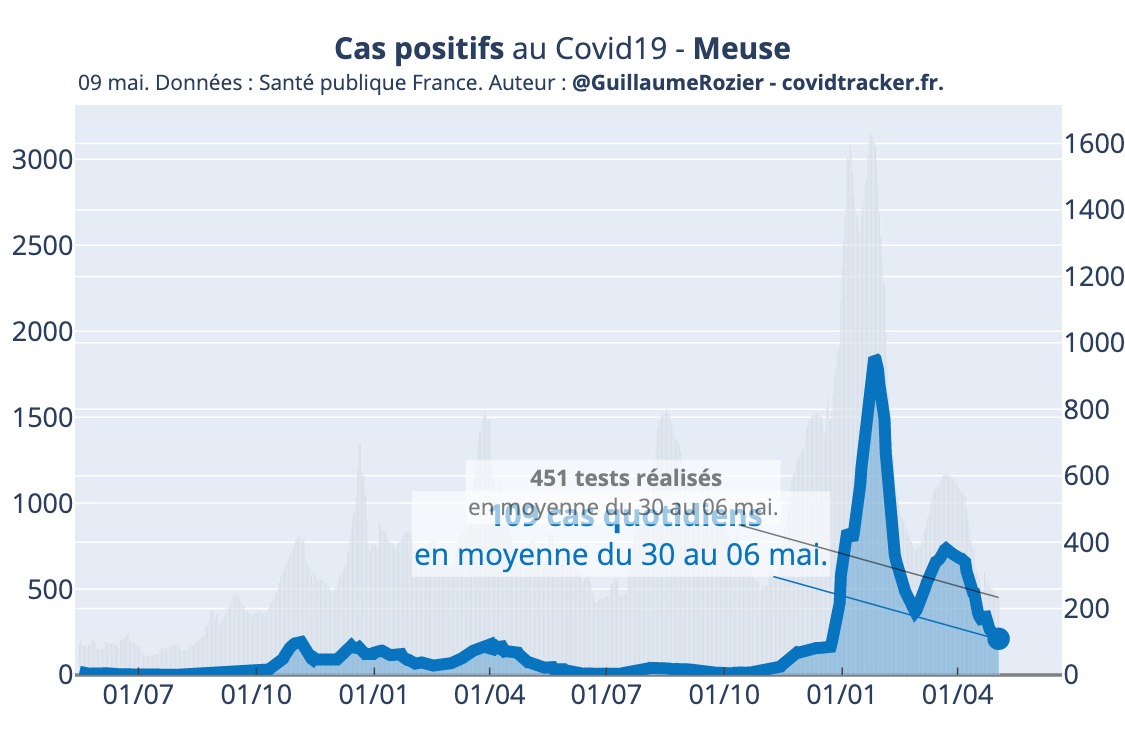 Cas positifs au Covid19 - Meuse
09 mai. Données : Santé publique France. Auteur : @GuillaumeRozier - covidtracker.fr.
3000
2500
2000
1500
1000
500
0
1600
1400
1200
1000
800
600
400
200
0
451 tests réalisés
en moyenne du 30 au 06 mai.
109 cas quotidiens
en moyenne du 30 au 06 mai.
01/07 01/10 01/01 01/04 01/07 01/10 01/01 01/04